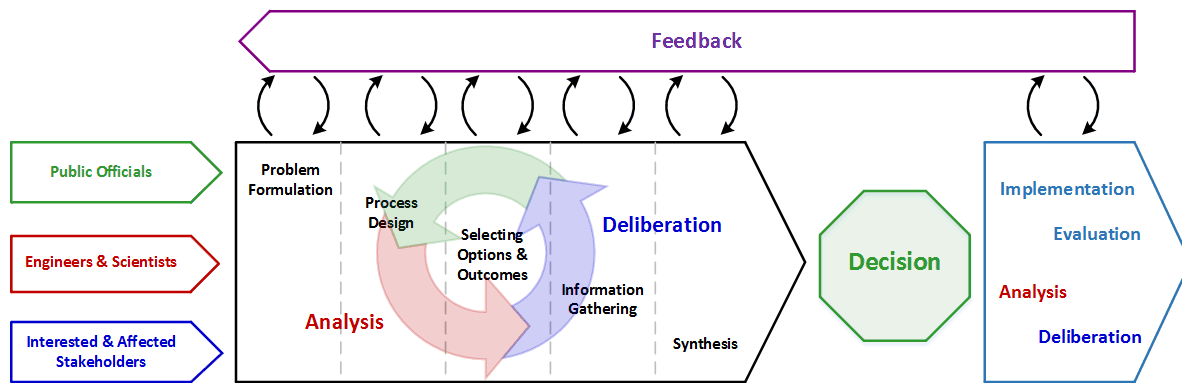 Feedback
Public Officials
Engineers & Scientists
Interested & Affected
Stakeholders
Problem
Formulation
Process
Design
Selecting
Options &
Outcomes
Deliberation
Information
Gathering
Analysis
Synthesis
Decision
Implementation
Evaluation
Analysis
Deliberation